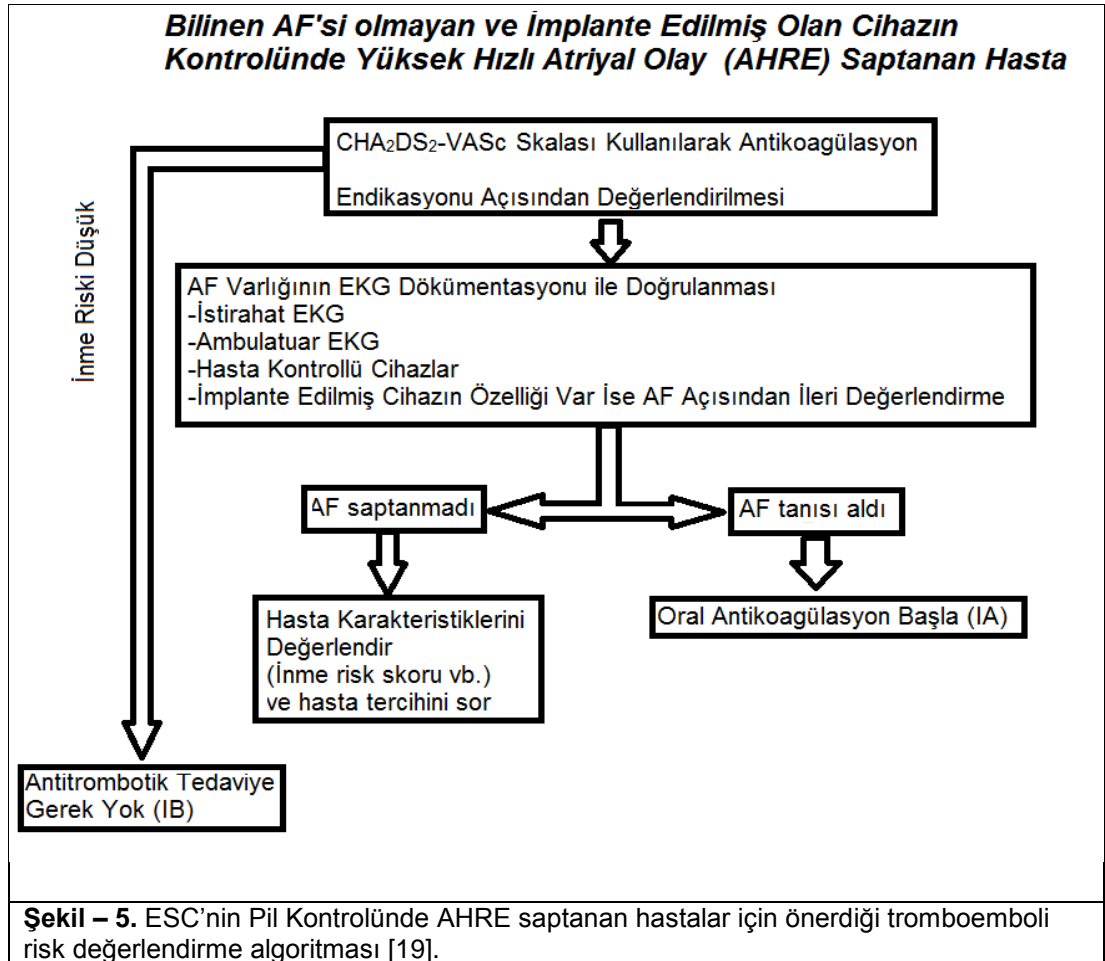 Bilinen AF'si olmayan ve İmplante Edilmiş Olan Cihazın
Kontrolünde Yüksek Hızlı Atriyal Olay (AHRE) Saptanan Hasta
CHA₂DS₂-VASc Skalası Kullanılarak Antikoagülasyon
Endikasyonu Açısından Değerlendirilmesi
İnme Riski Düşük
AF Varlığının EKG Dökümentasyonu ile Doğrulanması
-İstirahat EKG
-Ambulatuar EKG
-Hasta Kontrollü Cihazlar
-İmplante Edilmiş Cihazın Özelliği Var İse AF Açısından İleri Değerlendirme
AF saptanmadı
AF tanısı aldı
Hasta Karakteristiklerini
Değerlendir
(İnme risk skoru vb.)
ve hasta tercihini sor
Oral Antikoagülasyon Başla (IA)
Antitrombotik Tedaviye
Gerek Yok (IB)
Şekil – 5. ESC’nin Pil Kontrolünde AHRE saptanan hastalar için önerdiği tromboemboli
risk değerlendirme algoritması [19].